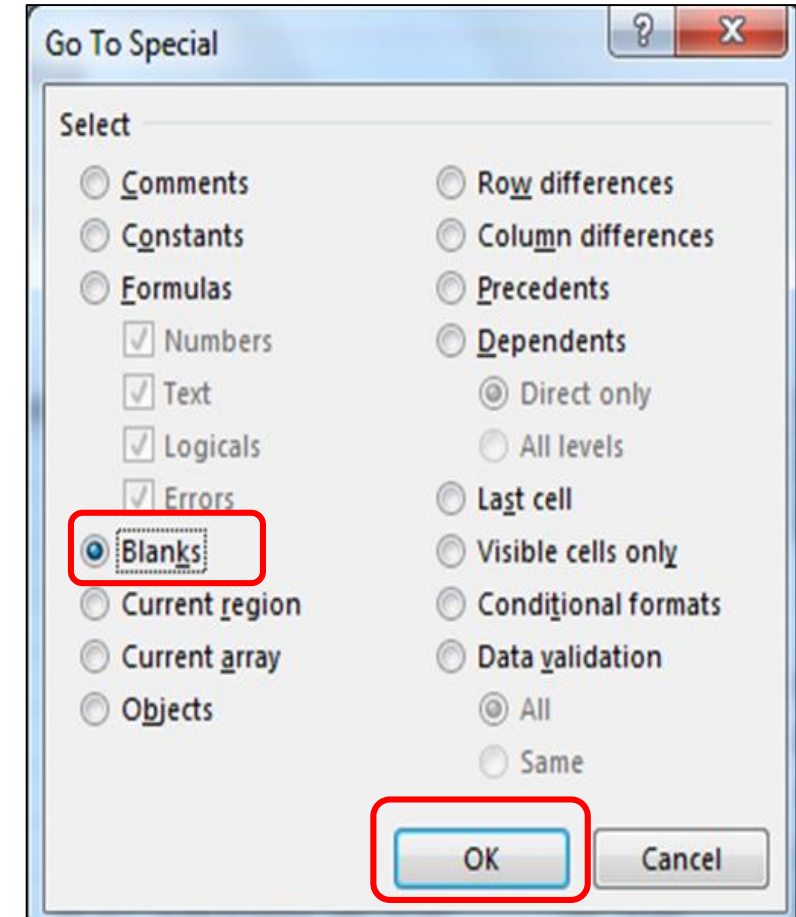 Go To Special
?
X
Select
Comments
Constants
Formulas
Numbers
Text
Logicals
Errors
Blanks
Current region
Current array
Objects
Row differences
Column differences
Precedents
Dependents
Direct only
All levels
Last cell
Visible cells only
Conditional formats
Data validation
All
Same
OK
Cancel